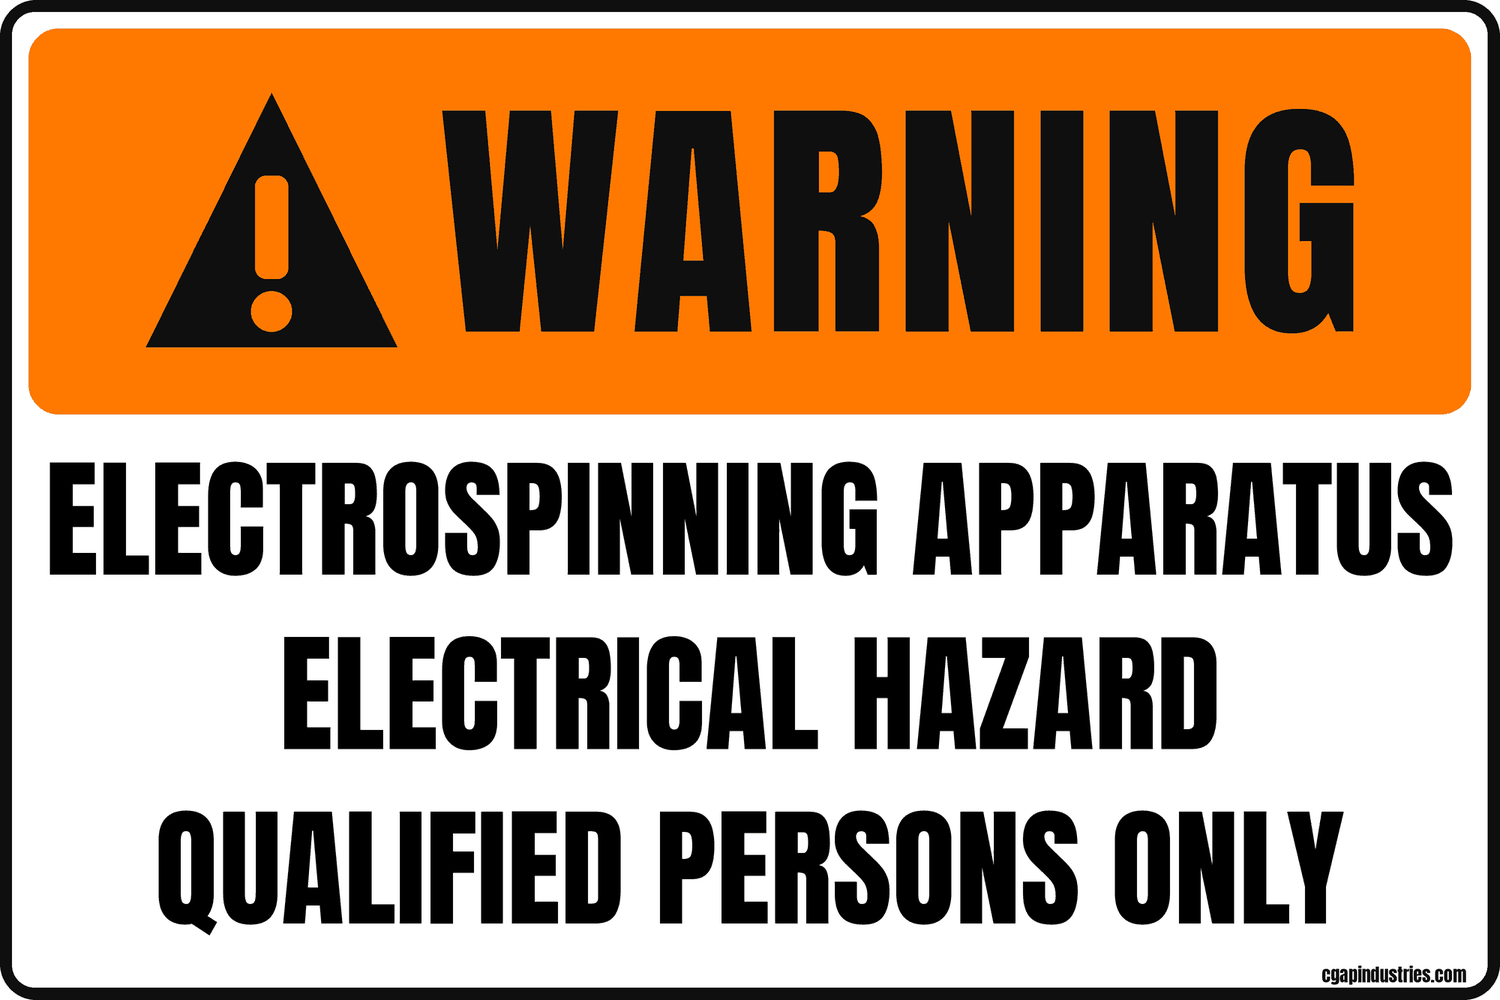 WARNING
ELECTROSPINNING APPARATUS
ELECTRICAL HAZARD
QUALIFIED PERSONS ONLY
cgapindustries.com